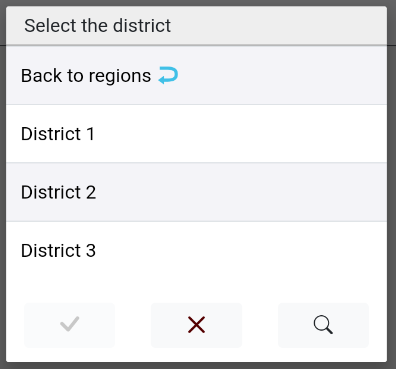 Select the district
Back to regions
District 1
District 2
District 3